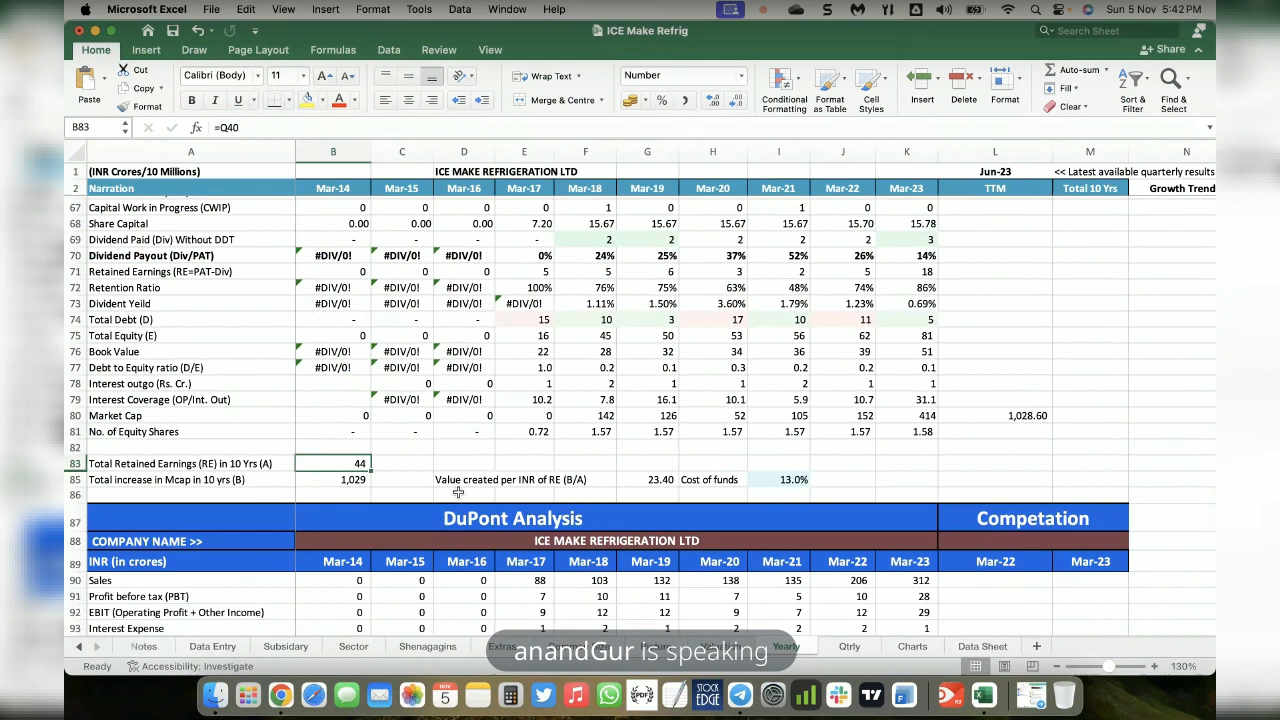 Microsoft Excel File Edit View Insert Format Tools Data Window Help Sun 5 Nov 5:42 PM
ICE Make Refrig Search Sheet
Home Insert Draw Page Layout Formulas Data Review View Share
Cut Calibri (Body) 11 Wrap Text Number Auto-sum
Copy Fill
Paste Format Merge & Centre Conditional Formatting Format as Table Cell Styles Insert Delete Format Clear Sort & Filter Find & Select
B83 fx =Q40
A B C D E F G H I J K L M N
1 (INR Crores/10 Millions) ICE MAKE REFRIGERATION LTD Jun-23 << Latest available quarterly results
2 Narration Mar-14 Mar-15 Mar-16 Mar-17 Mar-18 Mar-19 Mar-20 Mar-21 Mar-22 Mar-23 TTM Total 10 Yrs Growth Trend
67 Capital Work in Progress (CWIP) 0 0 0 0 1 0 0 1 0 0
68 Share Capital 0.00 0.00 0.00 7.20 15.67 15.67 15.67 15.67 15.70 15.78
69 Dividend Paid (Div) Without DDT - - - - 2 2 2 2 2 3
70 Dividend Payout (Div/PAT) #DIV/0! #DIV/0! #DIV/0! 0% 24% 25% 37% 52% 26% 14%
71 Retained Earnings (RE=PAT-Div) 0 0 0 5 5 6 3 2 5 18
72 Retention Ratio #DIV/0! #DIV/0! #DIV/0! 100% 76% 75% 63% 48% 74% 86%
73 Divident Yeild #DIV/0! #DIV/0! #DIV/0! #DIV/0! 1.11% 1.50% 3.60% 1.79% 1.23% 0.69%
74 Total Debt (D) - - - 15 10 3 17 10 11 5
75 Total Equity (E) 0 0 0 16 45 50 53 56 62 81
76 Book Value #DIV/0! #DIV/0! #DIV/0! 22 28 32 34 36 39 51
77 Debt to Equity ratio (D/E) #DIV/0! #DIV/0! #DIV/0! 1.0 0.2 0.1 0.3 0.2 0.2 0.1
78 Interest outgo (Rs. Cr.) 0 0 1 2 1 1 2 1 1
79 Interest Coverage (OP/Int. Out) #DIV/0! #DIV/0! 10.2 7.8 16.1 10.1 5.9 10.7 31.1
80 Market Cap 0 0 0 0 142 126 52 105 152 414 1,028.60
81 No. of Equity Shares - - - 0.72 1.57 1.57 1.57 1.57 1.57 1.58
82
83 Total Retained Earnings (RE) in 10 Yrs (A) 44
85 Total increase in Mcap in 10 yrs (B) 1,029 Value created per INR of RE (B/A) 23.40 Cost of funds 13.0%
86
87 DuPont Analysis Competation
88 COMPANY NAME >> ICE MAKE REFRIGERATION LTD
89 INR (in crores) Mar-14 Mar-15 Mar-16 Mar-17 Mar-18 Mar-19 Mar-20 Mar-21 Mar-22 Mar-23 Mar-22 Mar-23
90 Sales 0 0 0 88 103 132 138 135 206 312
91 Profit before tax (PBT) 0 0 0 7 10 11 7 5 10 28
92 EBIT (Operating Profit + Other Income) 0 0 0 9 12 12 9 7 12 29
93 Interest Expense 0 0 0 1 2 1 1 2 2 1
Notes Data Entry Subsidary Sector Shenagagins Extras Yearly Qtrly Charts Data Sheet
anandGur is speaking
Ready Accessibility: Investigate 130%
NOV 5
PDF STOCK EDGE